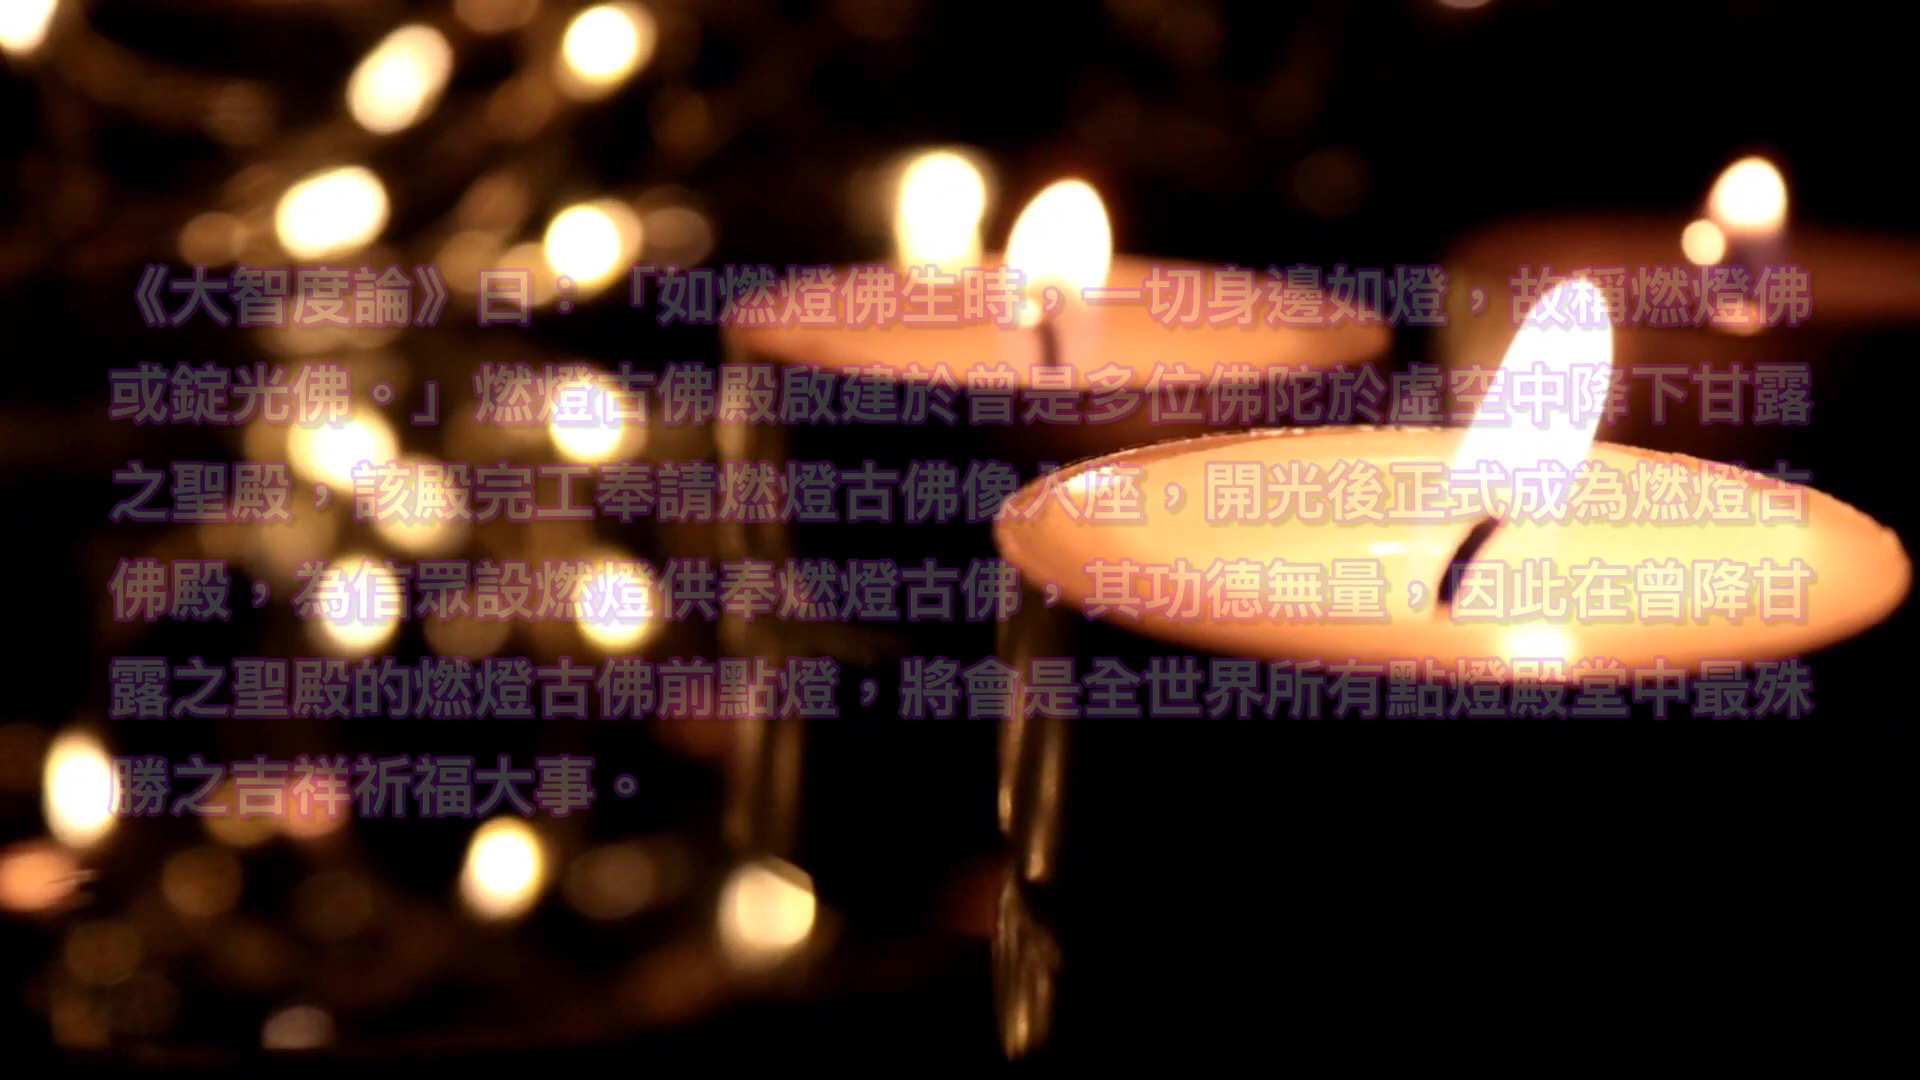 《大智度論》曰：「如燃燈佛生時，一切身邊如燈，故稱燃燈佛
或錠光佛。」燃燈古佛殿啟建於曾是多位佛陀於虛空中降下甘露
之聖殿，該殿完工奉請燃燈古佛像入座，開光後正式成為燃燈古
佛殿，為信眾設燃燈供奉燃燈古佛，其功德無量，因此在曾降甘
露之聖殿的燃燈古佛前點燈，將會是全世界所有點燈殿堂中最殊
勝之吉祥祈福大事。